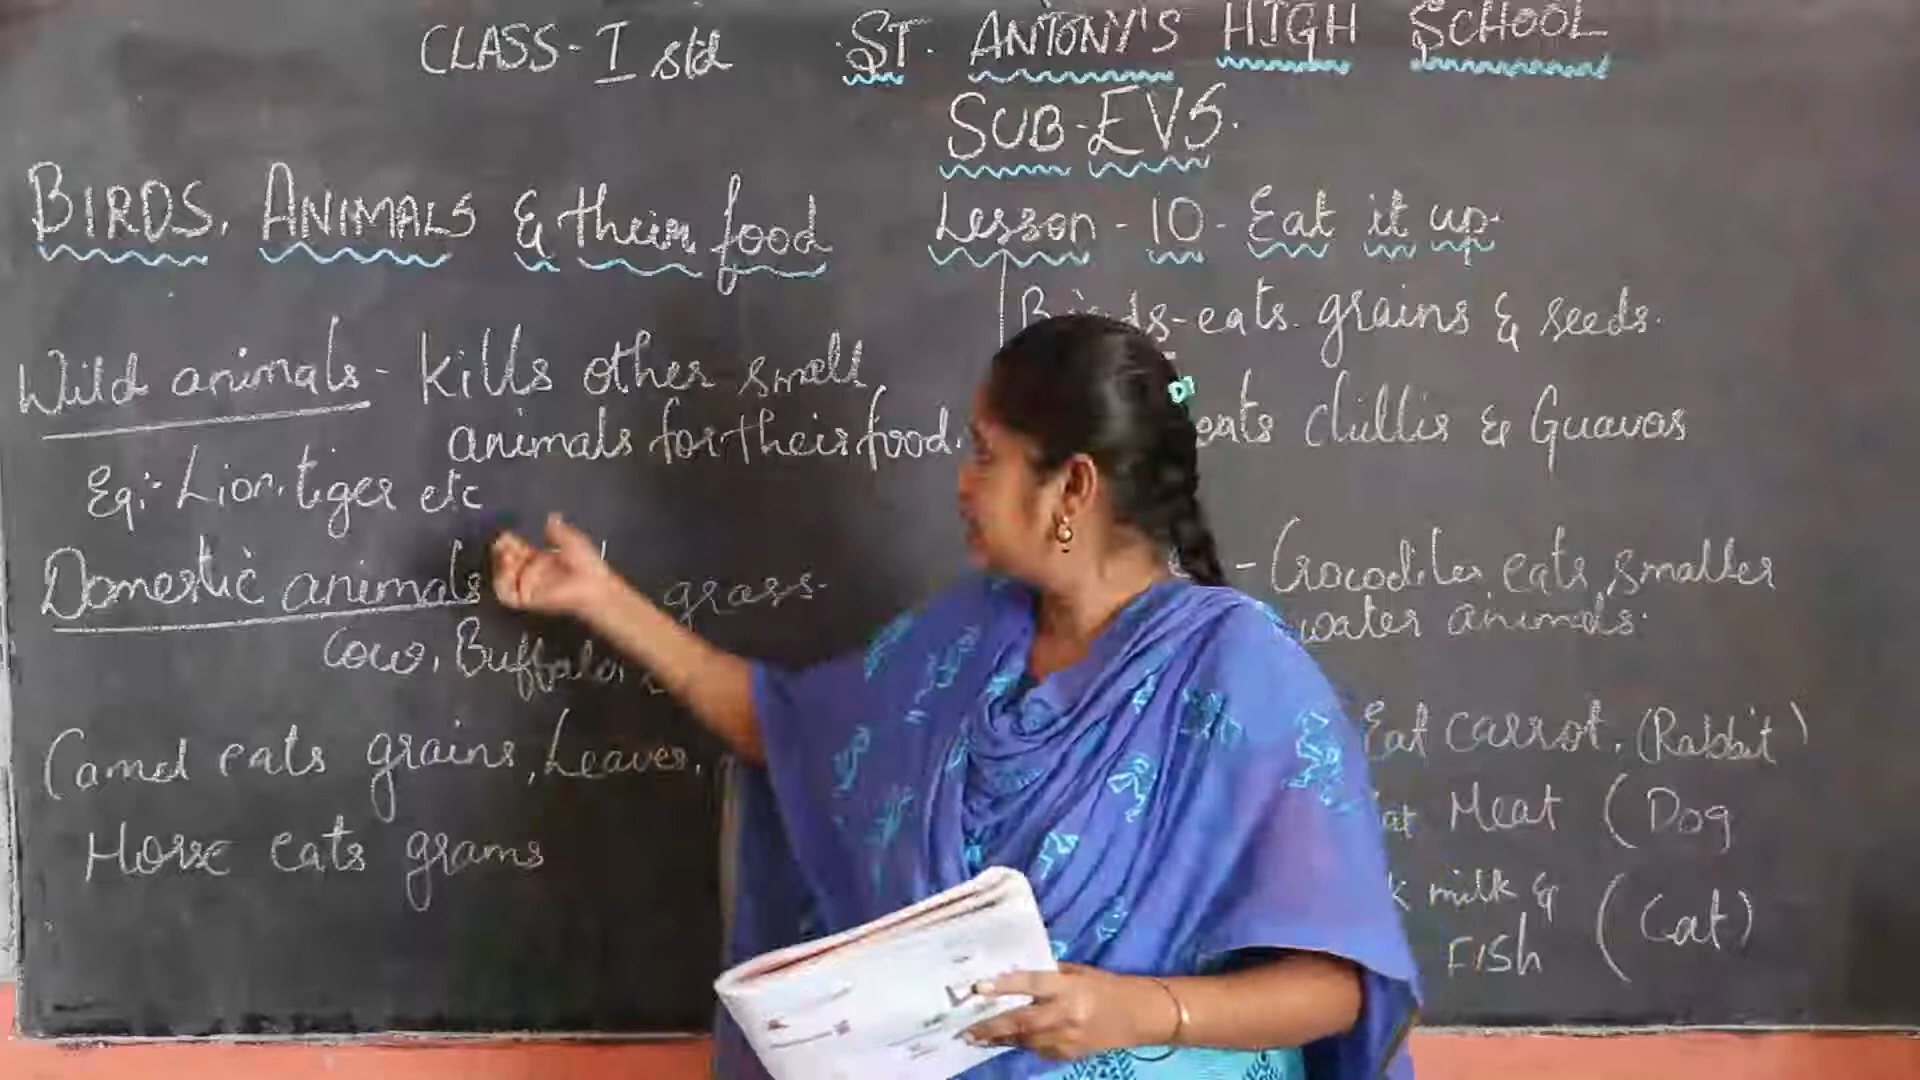 CLASS - I std ST. ANTONY'S HIGH SCHOOL
SUB - EVS.
BIRDS, ANIMALS & their food
Lesson - 10 - Eat it up.
Wild animals - kills other small
animals for their food.
Eg:- Lion, tiger etc
Domestic animals grass.
Cow, Buffalo,
Camel eats grains, Leaves,
Horse eats grams
Birds - eats grains & seeds.
eats chillis & Guavas
- Crocodiles eats smaller
water animals.
Eat carrot, (Rabbit)
Meat (Dog
milk & (Cat)
FISH